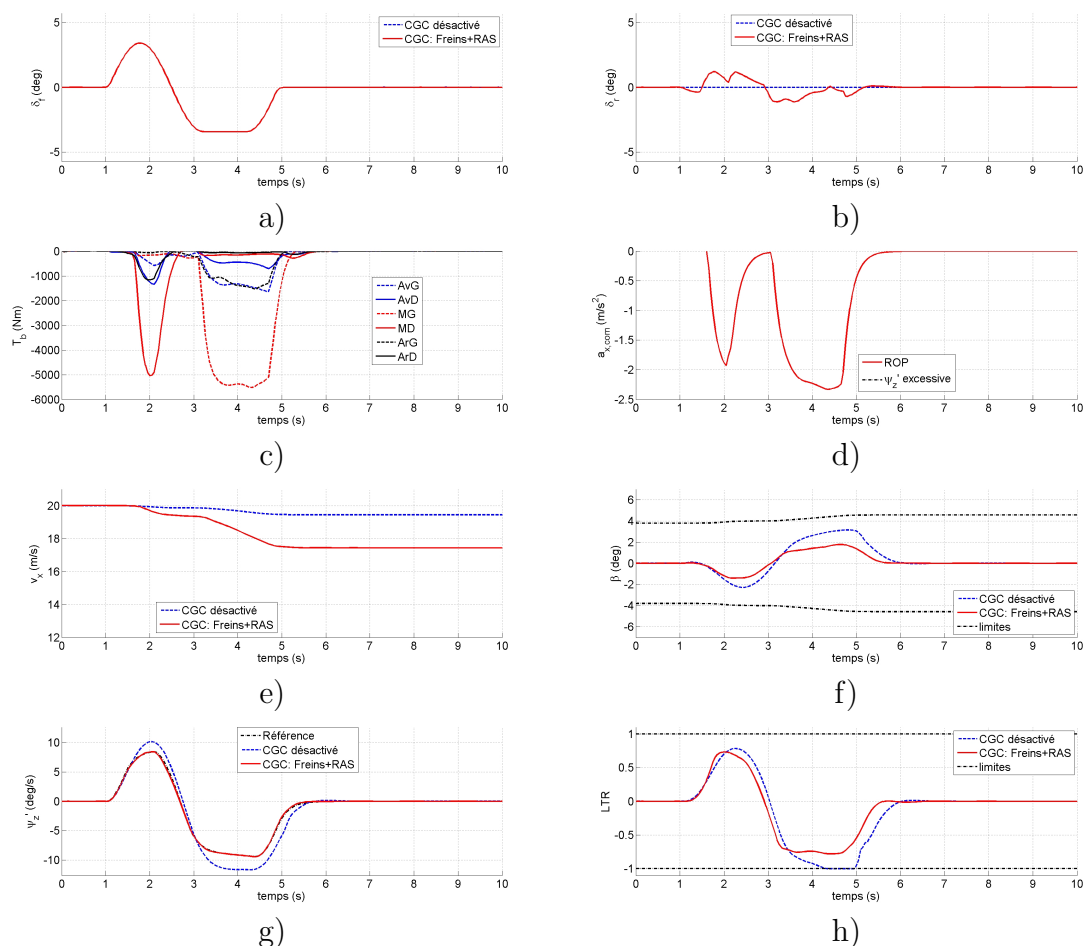 5
0
-5
δf (deg)
0 1 2 3 4 5 6 7 8 9 10
temps (s)
CGC désactivé
CGC: Freins+RAS
a)
5
0
-5
δr (deg)
0 1 2 3 4 5 6 7 8 9 10
temps (s)
CGC désactivé
CGC: Freins+RAS
b)
0
-1000
-2000
-3000
-4000
-5000
-6000
Tb (Nm)
0 1 2 3 4 5 6 7 8 9 10
temps (s)
AvG
AvD
MG
MD
ArG
ArD
c)
0
-0.5
-1
-1.5
-2
-2.5
ax,com (m/s²)
0 1 2 3 4 5 6 7 8 9 10
temps (s)
ROP
ψz' excessive
d)
20
18
16
14
12
vx (m/s)
0 1 2 3 4 5 6 7 8 9 10
temps (s)
CGC désactivé
CGC: Freins+RAS
e)
6
4
2
0
-2
-4
-6
β (deg)
0 1 2 3 4 5 6 7 8 9 10
temps (s)
CGC désactivé
CGC: Freins+RAS
limites
f)
10
5
0
-5
-10
ψz' (deg/s)
0 1 2 3 4 5 6 7 8 9 10
temps (s)
Référence
CGC désactivé
CGC: Freins+RAS
g)
1
0.5
0
-0.5
-1
LTR
0 1 2 3 4 5 6 7 8 9 10
temps (s)
CGC désactivé
CGC: Freins+RAS
limites
h)